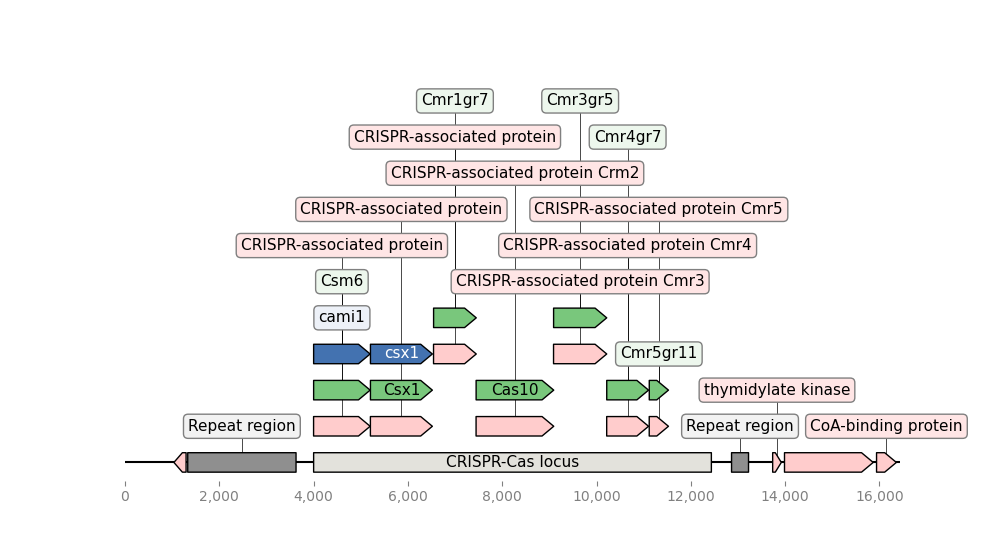 Cmr1gr7 Cmr3gr5
CRISPR-associated protein Cmr4gr7
CRISPR-associated protein Crm2
CRISPR-associated protein CRISPR-associated protein Cmr5
CRISPR-associated protein CRISPR-associated protein Cmr4
Csm6 CRISPR-associated protein Cmr3
cami1
csx1 Cmr5gr11
Csx1 Cas10 thymidylate kinase
Repeat region Repeat region CoA-binding protein
CRISPR-Cas locus
0 2,000 4,000 6,000 8,000 10,000 12,000 14,000 16,000